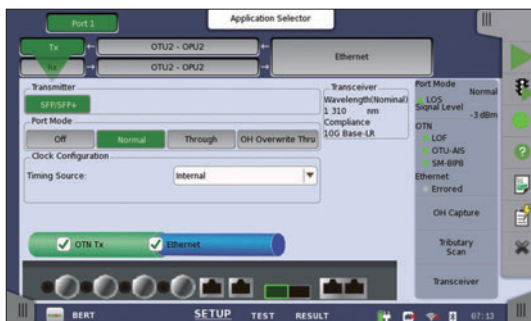 Port 1
Application Selector
Tx
OTU2 - OPU2
Ethernet
Rx
OTU2 - OPU2
Transmitter
SFP/SFP+
Transceiver
Wavelength(Nominal)
1 310 nm
Compliance
10G Base-LR
Port Mode
Off
Normal
Through
OH Overwrite Thru
Clock Configuration
Timing Source:
Internal
OTN Tx
Ethernet
Port Mode
Normal
LOS
Signal Level
-3 dBm
OTN
LOF
OTU-AIS
SM-BIP8
Ethernet
Errored
OH Capture
Tributary
Scan
Transceiver
BERT
SETUP
TEST
RESULT
07:13